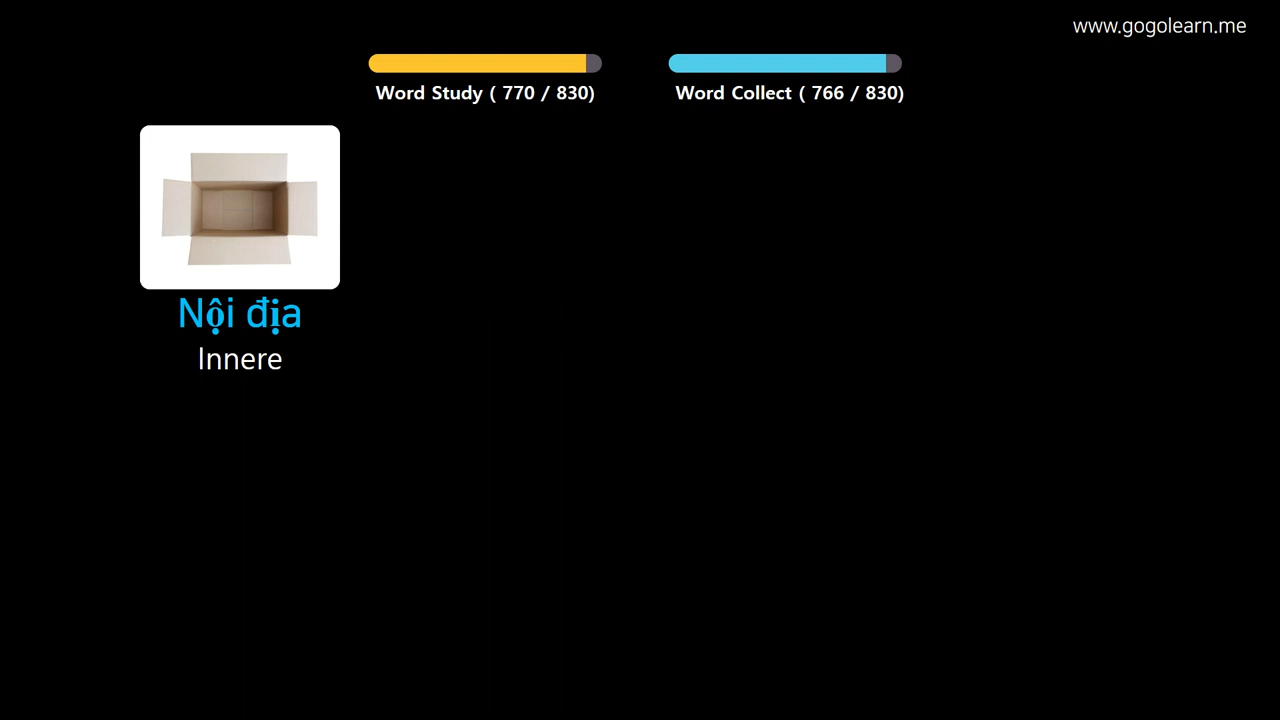 www.gogolearn.me
Word Study ( 770 / 830)
Word Collect ( 766 / 830)
Nội địa
Innere